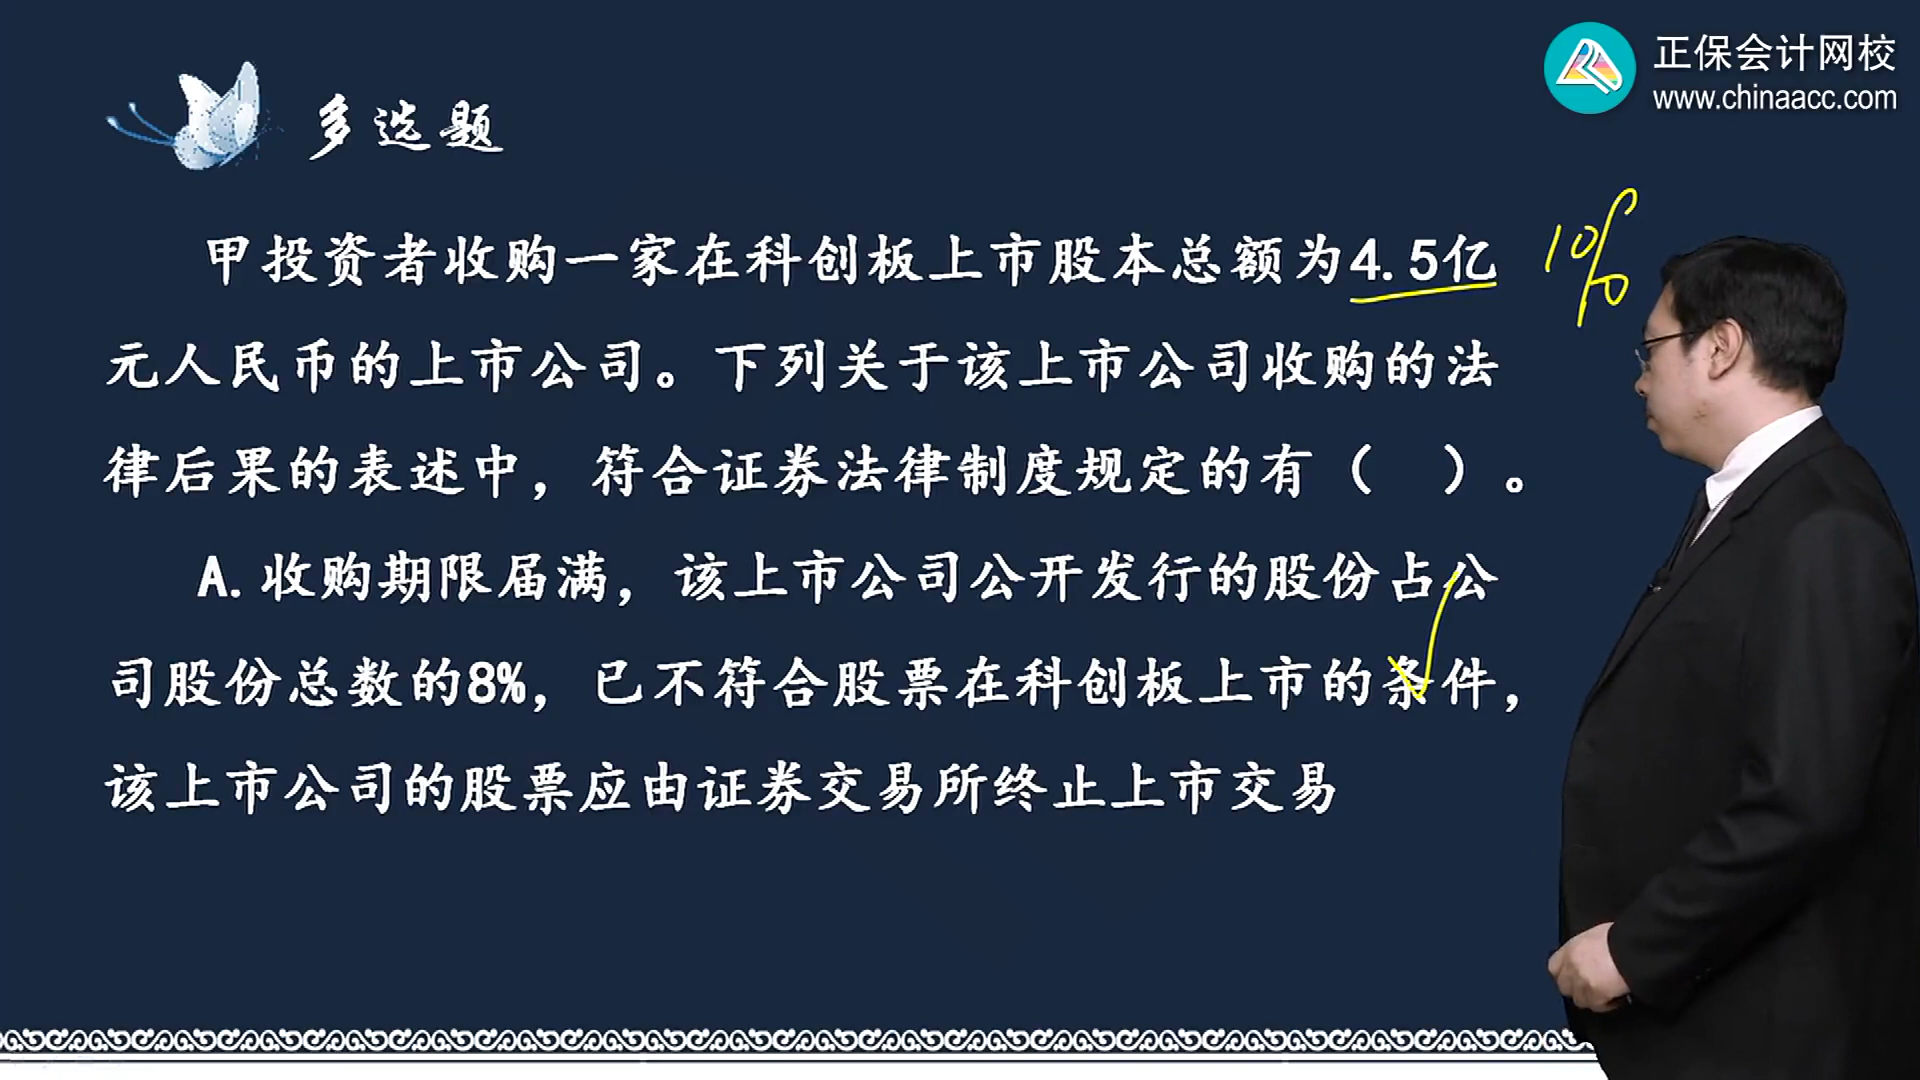 正保会计网校
www.chinaacc.com
多选题
甲投资者收购一家在科创板上市股本总额为4.5亿
10%
元人民币的上市公司。下列关于该上市公司收购的法
律后果的表述中，符合证券法律制度规定的有（ ）。
A.收购期限届满，该上市公司公开发行的股份占公
司股份总数的8%，已不符合股票在科创板上市的条件，
该上市公司的股票应由证券交易所终止上市交易